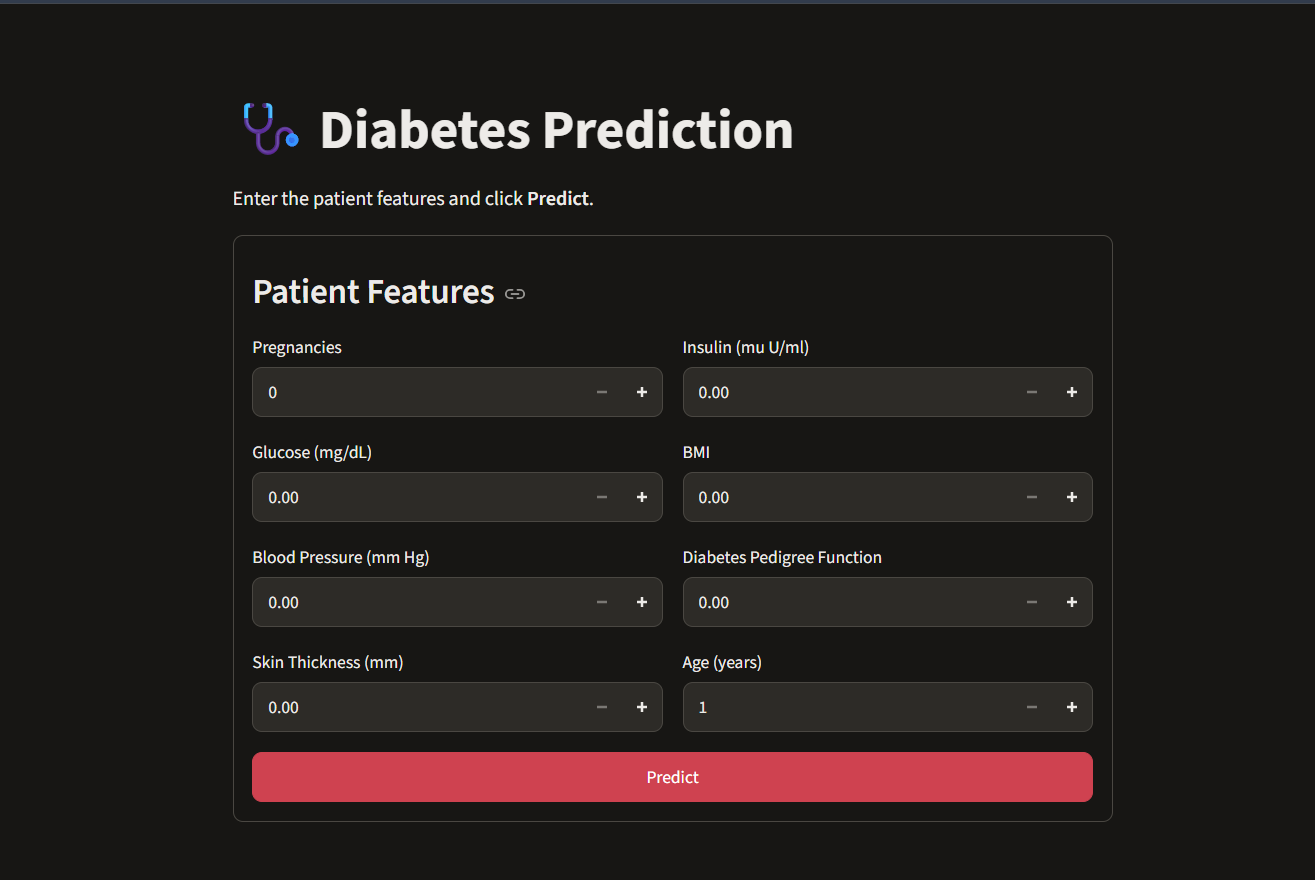 Diabetes Prediction
Enter the patient features and click Predict.
Patient Features
Pregnancies
0
Glucose (mg/dL)
0.00
Blood Pressure (mm Hg)
0.00
Skin Thickness (mm)
0.00
Insulin (mu U/ml)
0.00
BMI
0.00
Diabetes Pedigree Function
0.00
Age (years)
1
Predict